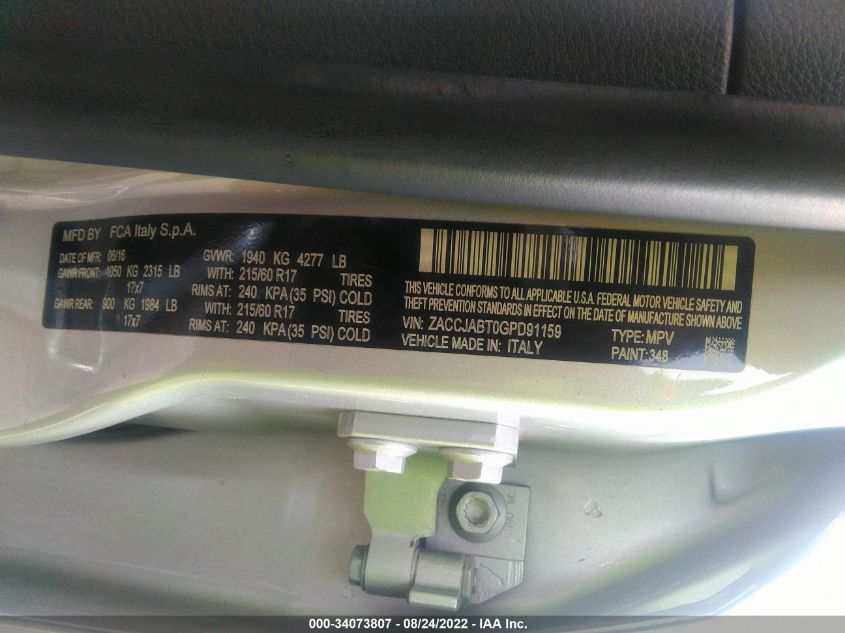 MFD BY FCA Italy S.p.A.
DATE OF MFR: 06/16 GVWR: 1940 KG 4277 LB
GAWR FRONT: 4050 KG 2315 LB WITH: 215/60 R17 TIRES
17x7 RIMS AT: 240 KPA(35 PSI) COLD
GAWR REAR: 900 KG 1984 LB WITH: 215/60 R17 TIRES
17x7 RIMS AT: 240 KPA(35 PSI) COLD
THIS VEHICLE CONFORMS TO ALL APPLICABLE U.S.A. FEDERAL MOTOR VEHICLE SAFETY AND
THEFT PREVENTION STANDARDS IN EFFECT ON THE DATE OF MANUFACTURE SHOWN ABOVE.
VIN: ZACCJABT0GPD91159 TYPE: MPV
VEHICLE MADE IN: ITALY PAINT: 348
000-34073807 - 08/24/2022 - IAA Inc.